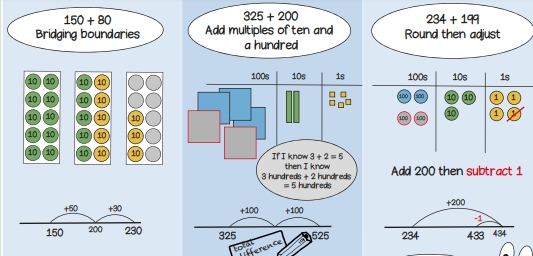 150 + 80
Bridging boundaries
10 10 10 10
10 10 10 10
10 10 10 10 10
10 10 10 10 10
10 10 10 10 10
+50 +30
150 200 230
325 + 200
Add multiples of ten and
a hundred
100s 10s 1s
If I know 3 + 2 = 5
then I know
3 hundreds + 2 hundreds
= 5 hundreds
+100 +100
325 525
total
difference
234 + 199
Round then adjust
100s 10s 1s
100 100 10 10 1 1
100 100 10 1 1
Add 200 then subtract 1
+200
-1
234 433 434